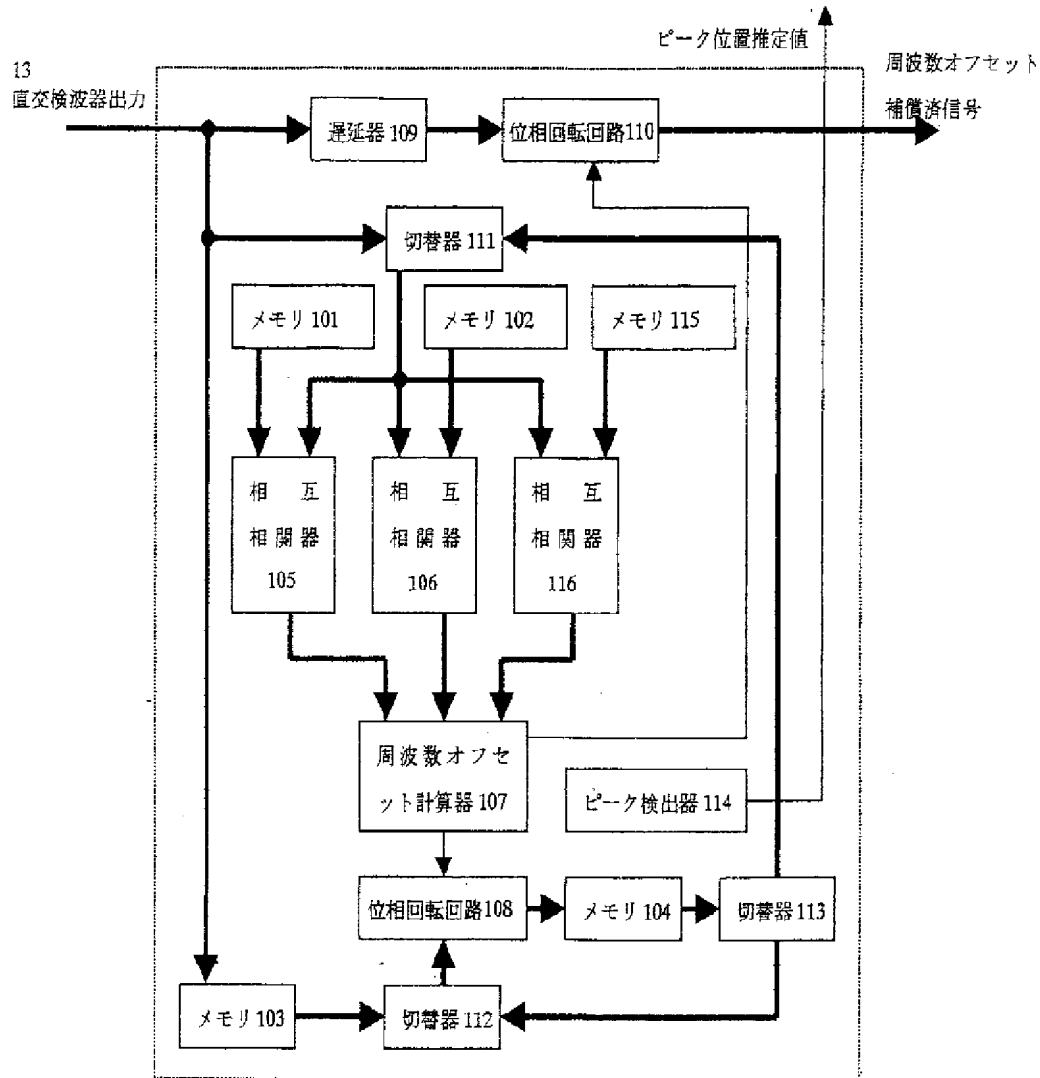 ピーク位置推定値
13
直交検波器出力
周波数オフセット
補償済信号
遅延器 109
位相回転回路110
切替器 111
メモリ 101
メモリ 102
メモリ 115
相 互
相関器
105
相 互
相関器
106
相 互
相関器
116
周波数オフセ
ット計算器 107
ピーク検出器 114
位相回転回路 108
メモリ 104
切替器 113
メモリ 103
切替器 112